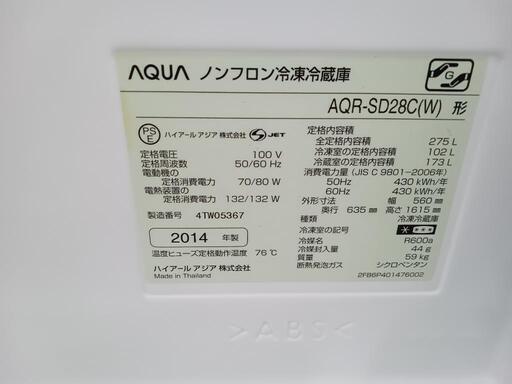 AQUA ノンフロン冷凍冷蔵庫
G
AQR-SD28C(W) 形
PS E ハイアール アジア 株式会社 S-JET
定格電圧 100 V
定格周波数 50/60 Hz
電動機の
定格消費電力 70/80 W
電熱装置の
定格消費電力 132/132 W
製造番号 4TW05367
2014 年製
温度ヒューズ定格動作温度 76℃
ハイアール アジア 株式会社
Made in Thailand
定格内容積
全定格内容積 275 L
冷凍室の定格内容積 102 L
冷蔵室の定格内容積 173 L
消費電力量 (JIS C 9801-2006年)
50Hz 430 kWh/年
60Hz 430 kWh/年
外形寸法 幅 560 mm
奥行 635 mm 高さ 1615 mm
種類 冷凍冷蔵庫
冷凍室の記号
冷媒名 R600a
冷媒封入量 44 g
質量 59 kg
断熱発泡ガス シクロペンタン
2FB6P401476002
>ABS<